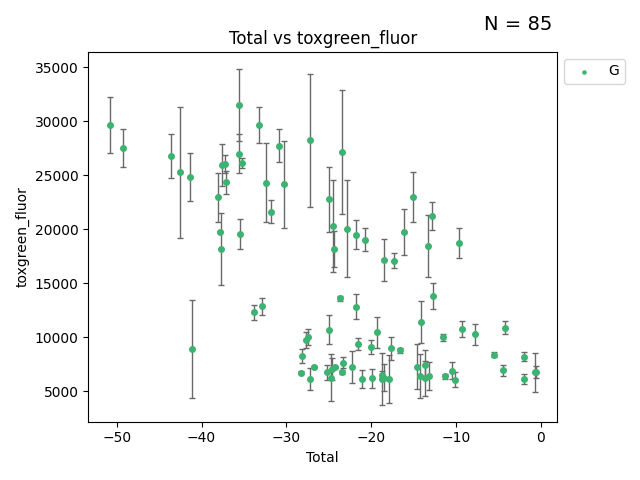 N = 85
Total vs toxgreen_fluor
G
toxgreen_fluor
35000
30000
25000
20000
15000
10000
5000
−50 −40 −30 −20 −10 0
Total